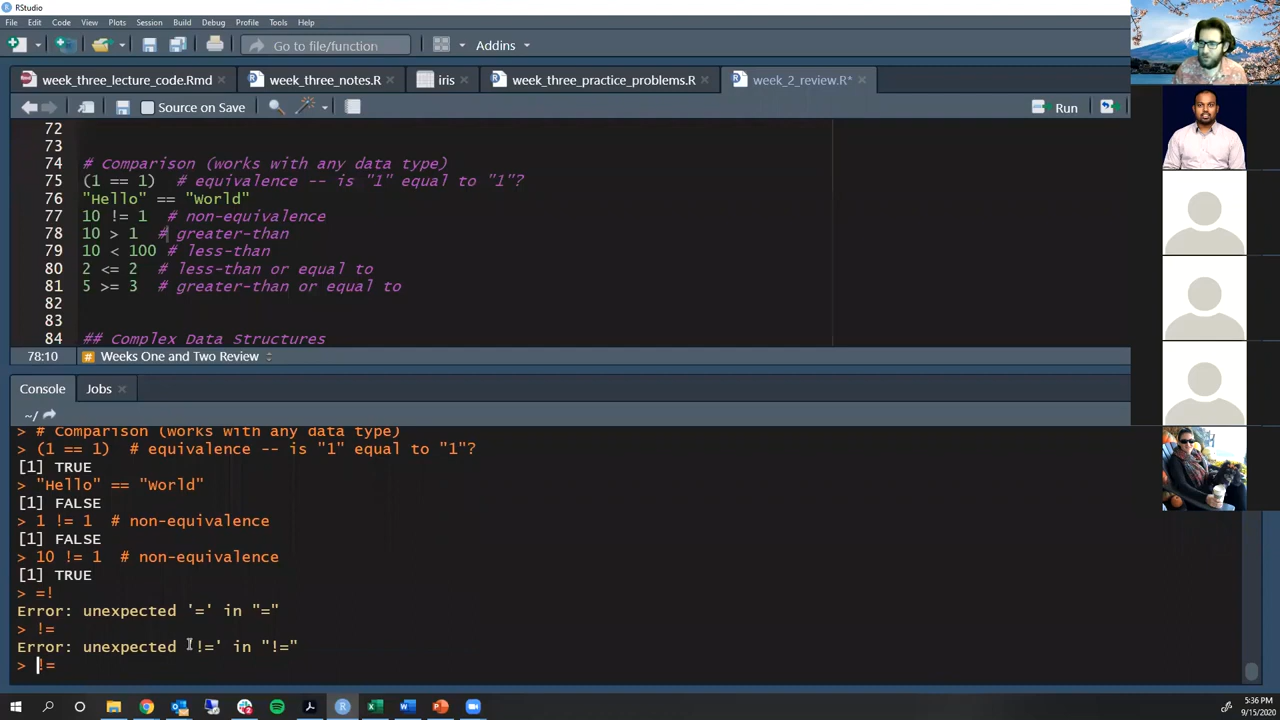 RStudio
File Edit Code View Plots Session Build Debug Profile Tools Help
Go to file/function Addins
week_three_lecture_code.Rmd week_three_notes.R iris week_three_practice_problems.R week_2_review.R*
Source on Save Run
72
73
74 # Comparison (works with any data type)
75 (1 == 1)  # equivalence -- is "1" equal to "1"?
76 "Hello" == "World"
77 10 != 1  # non-equivalence
78 10 > 1  # greater-than
79 10 < 100 # less-than
80 2 <= 2  # less-than or equal to
81 5 >= 3  # greater-than or equal to
82
83
84 ## Complex Data Structures
78:10 # Weeks One and Two Review
Console Jobs
~/
> # Comparison (works with any data type)
> (1 == 1)  # equivalence -- is "1" equal to "1"?
[1] TRUE
> "Hello" == "World"
[1] FALSE
> 1 != 1  # non-equivalence
[1] FALSE
> 10 != 1  # non-equivalence
[1] TRUE
> =!
Error: unexpected '=' in "="
> !=
Error: unexpected '!=' in "!="
> !=
5:36 PM
9/15/2020